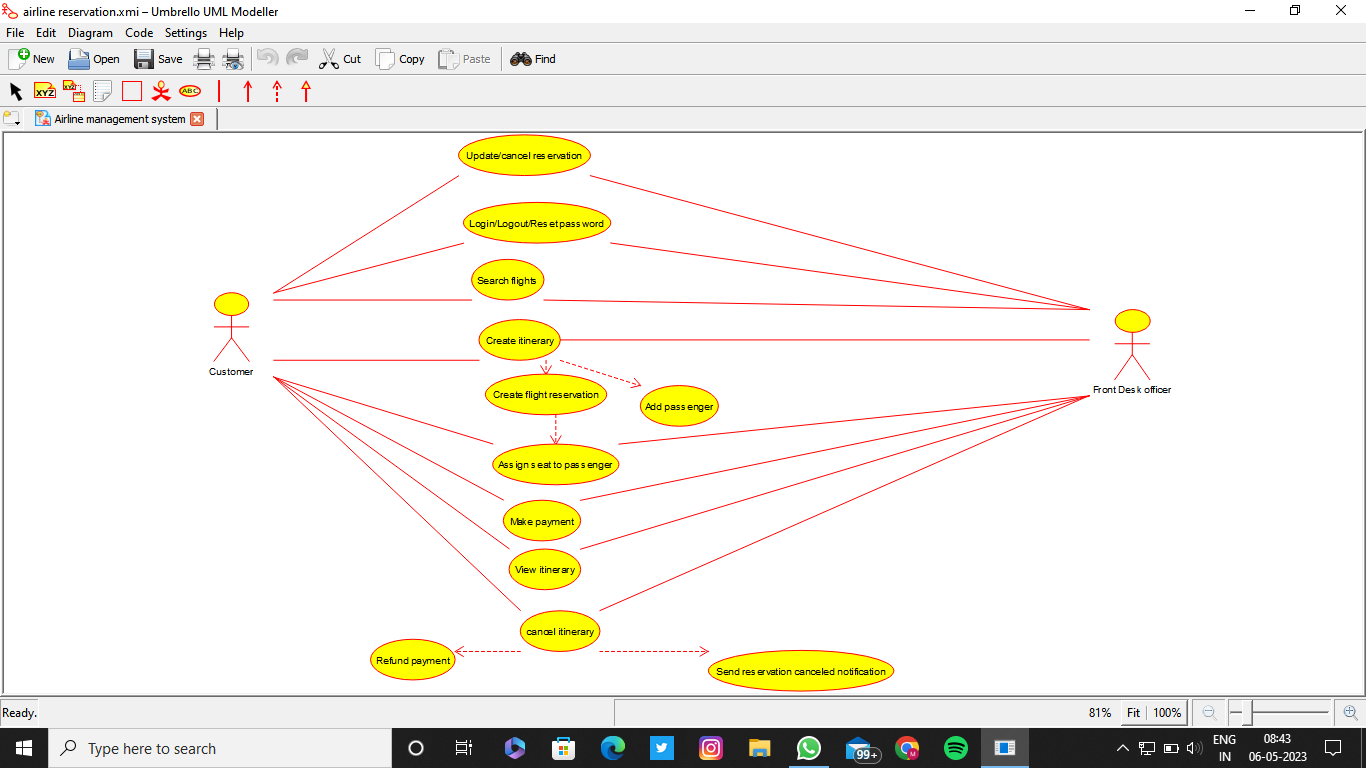 airline reservation.xmi – Umbrello UML Modeller
File Edit Diagram Code Settings Help
New Open Save Cut Copy Paste Find
XYZ XYZ ABC
Airline management system
Update/cancel reservation
Login/Logout/Reset password
Search flights
Create itinerary
Customer
Front Desk officer
Create flight reservation
Add passenger
Assign seat to passenger
Make payment
View itinerary
cancel itinerary
Refund payment
Send reservation canceled notification
Ready.
81% Fit 100%
Type here to search
99+
M
ENG
IN
08:43
06-05-2023